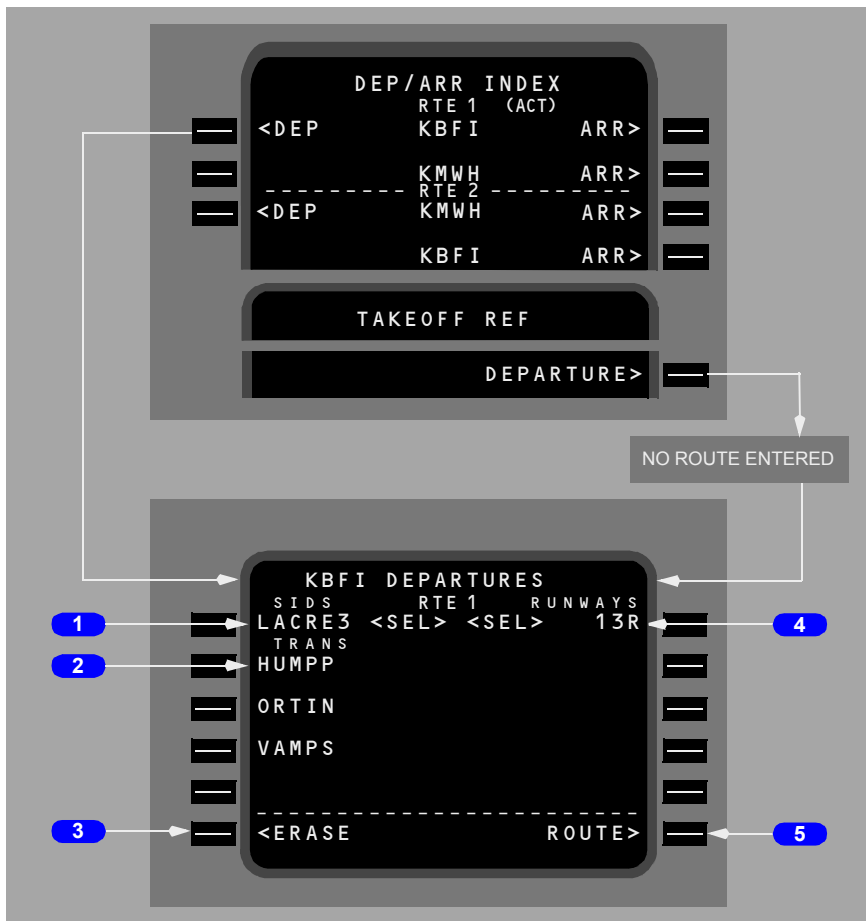 DEP/ARR INDEX
RTE 1 (ACT)
<DEP KBFI ARR>
KMWH ARR>
--------- RTE 2 ---------
<DEP KMWH ARR>
KBFI ARR>
TAKEOFF REF
DEPARTURE>
NO ROUTE ENTERED
KBFI DEPARTURES
SIDS RTE 1 RUNWAYS
1 LACRE3 <SEL> <SEL> 13R 4
TRANS
2 HUMPP
ORTIN
VAMPS
------------------------
3 <ERASE ROUTE> 5